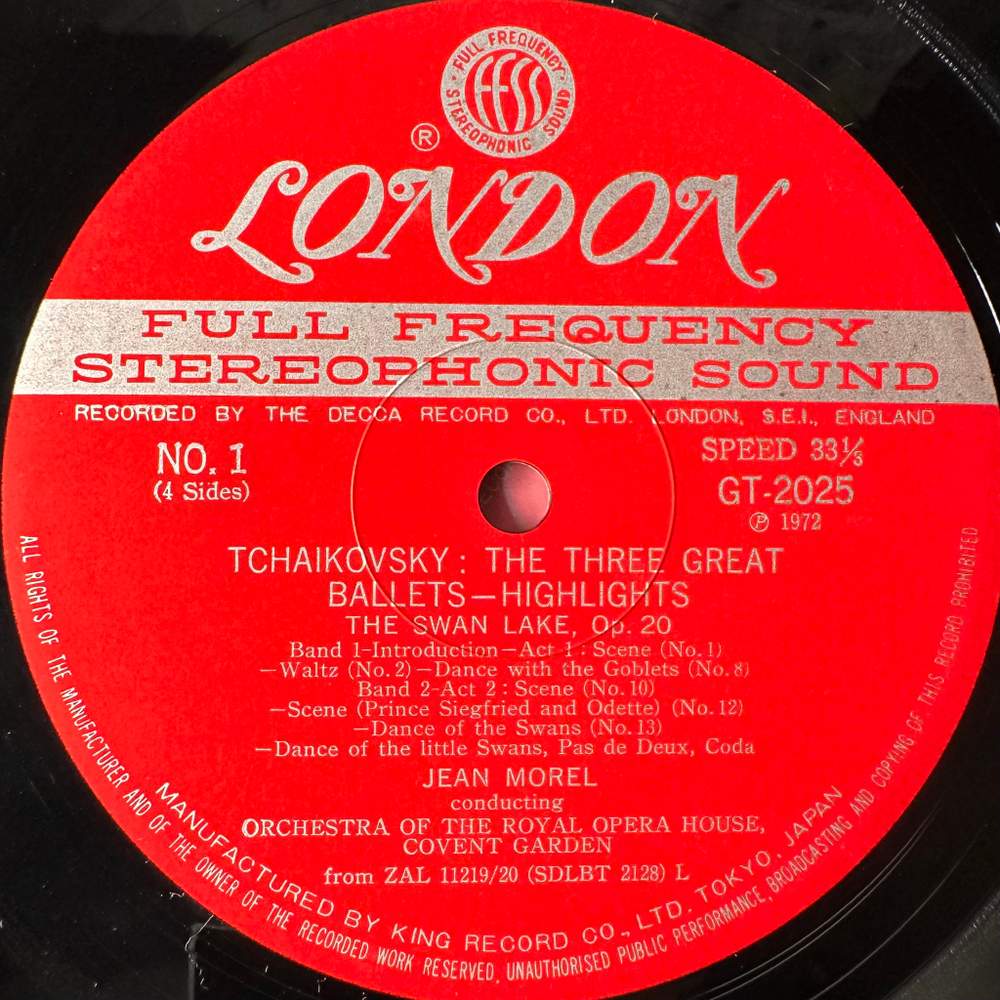 FULL FREQUENCY
FFSS
STEREOPHONIC SOUND
®
LONDON
FULL FREQUENCY
STEREOPHONIC SOUND
RECORDED BY THE DECCA RECORD CO., LTD. LONDON, S.E.I., ENGLAND
NO. 1
(4 Sides)
SPEED 33⅓
GT-2025
℗ 1972
TCHAIKOVSKY : THE THREE GREAT
BALLETS—HIGHLIGHTS
THE SWAN LAKE, Op. 20
Band 1-Introduction—Act 1 : Scene (No. 1)
—Waltz (No. 2)—Dance with the Goblets (No. 8)
Band 2-Act 2 : Scene (No. 10)
—Scene (Prince Siegfried and Odette) (No. 12)
—Dance of the Swans (No. 13)
—Dance of the little Swans, Pas de Deux, Coda
JEAN MOREL
conducting
ORCHESTRA OF THE ROYAL OPERA HOUSE,
COVENT GARDEN
from ZAL 11219/20 (SDLBT 2128) L
MANUFACTURED BY KING RECORD CO., LTD. TOKYO, JAPAN
ALL RIGHTS OF THE MANUFACTURER AND OF THE OWNER OF THE RECORDED WORK RESERVED, UNAUTHORISED PUBLIC PERFORMANCE, BROADCASTING AND COPYING OF THIS RECORD PROHIBITED